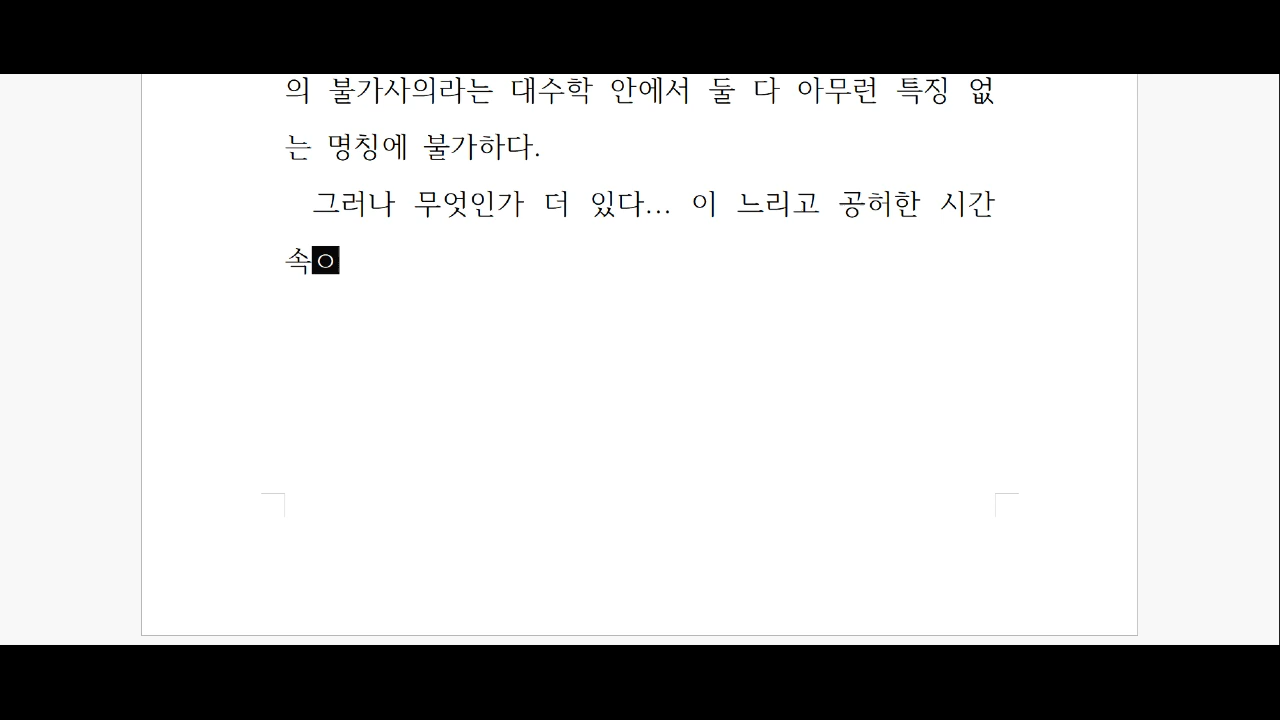 의 불가사의라는 대수학 안에서 둘 다 아무런 특징 없
는 명칭에 불가하다.
그러나 무엇인가 더 있다... 이 느리고 공허한 시간
속ㅇ